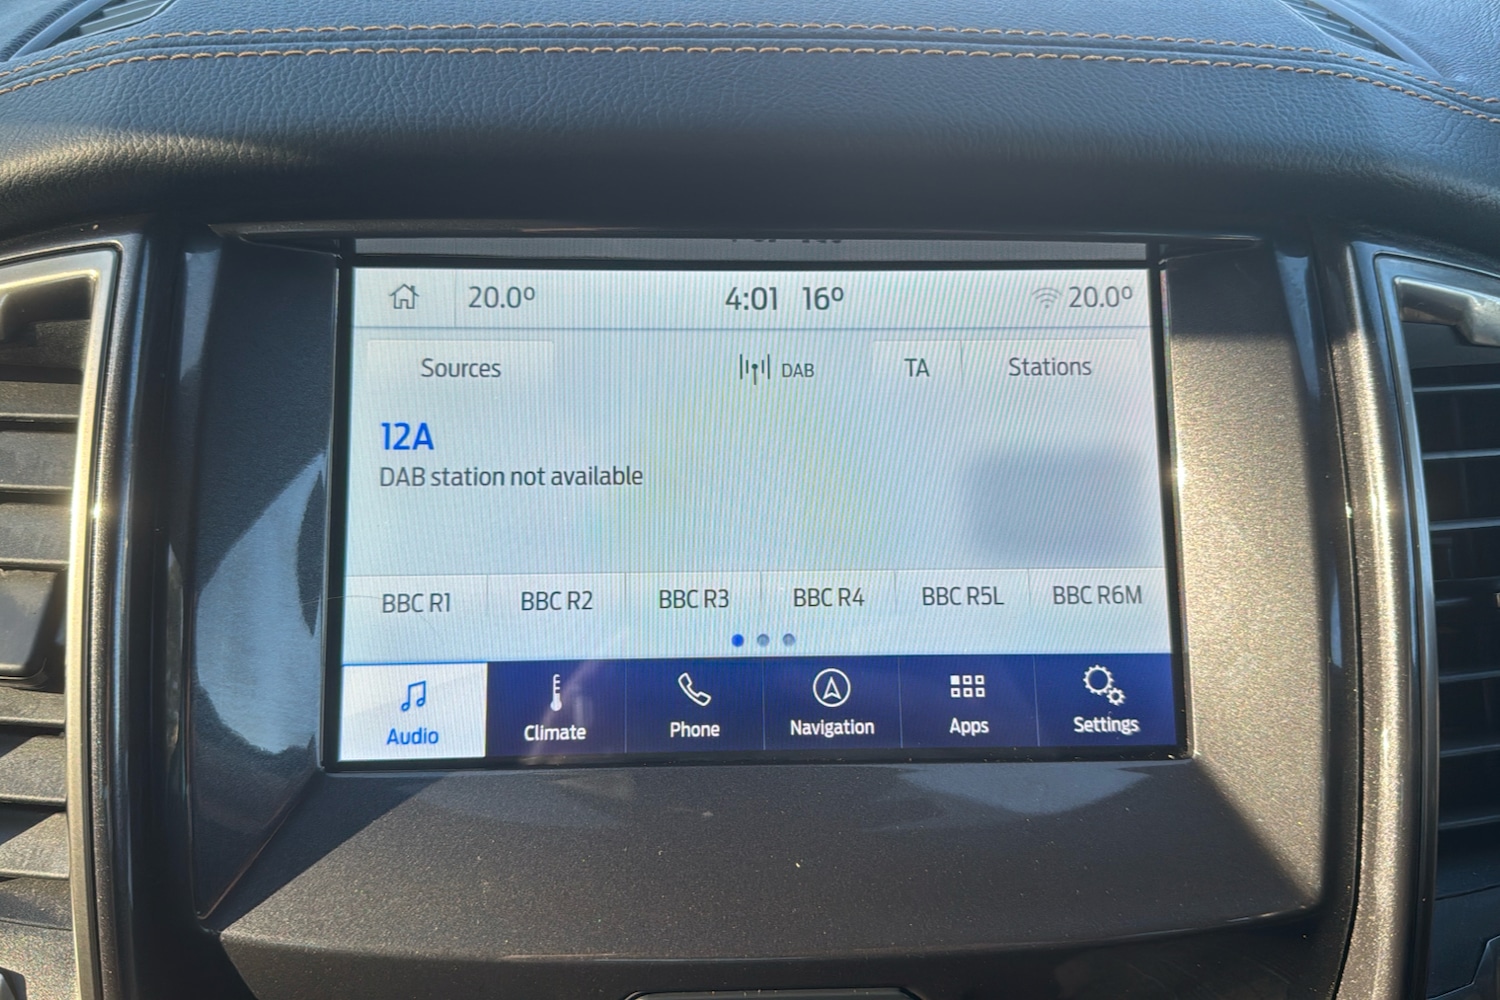 20.0° 4:01 16° 20.0°
Sources DAB TA Stations
12A
DAB station not available
BBC R1 BBC R2 BBC R3 BBC R4 BBC R5L BBC R6M
Audio Climate Phone Navigation Apps Settings